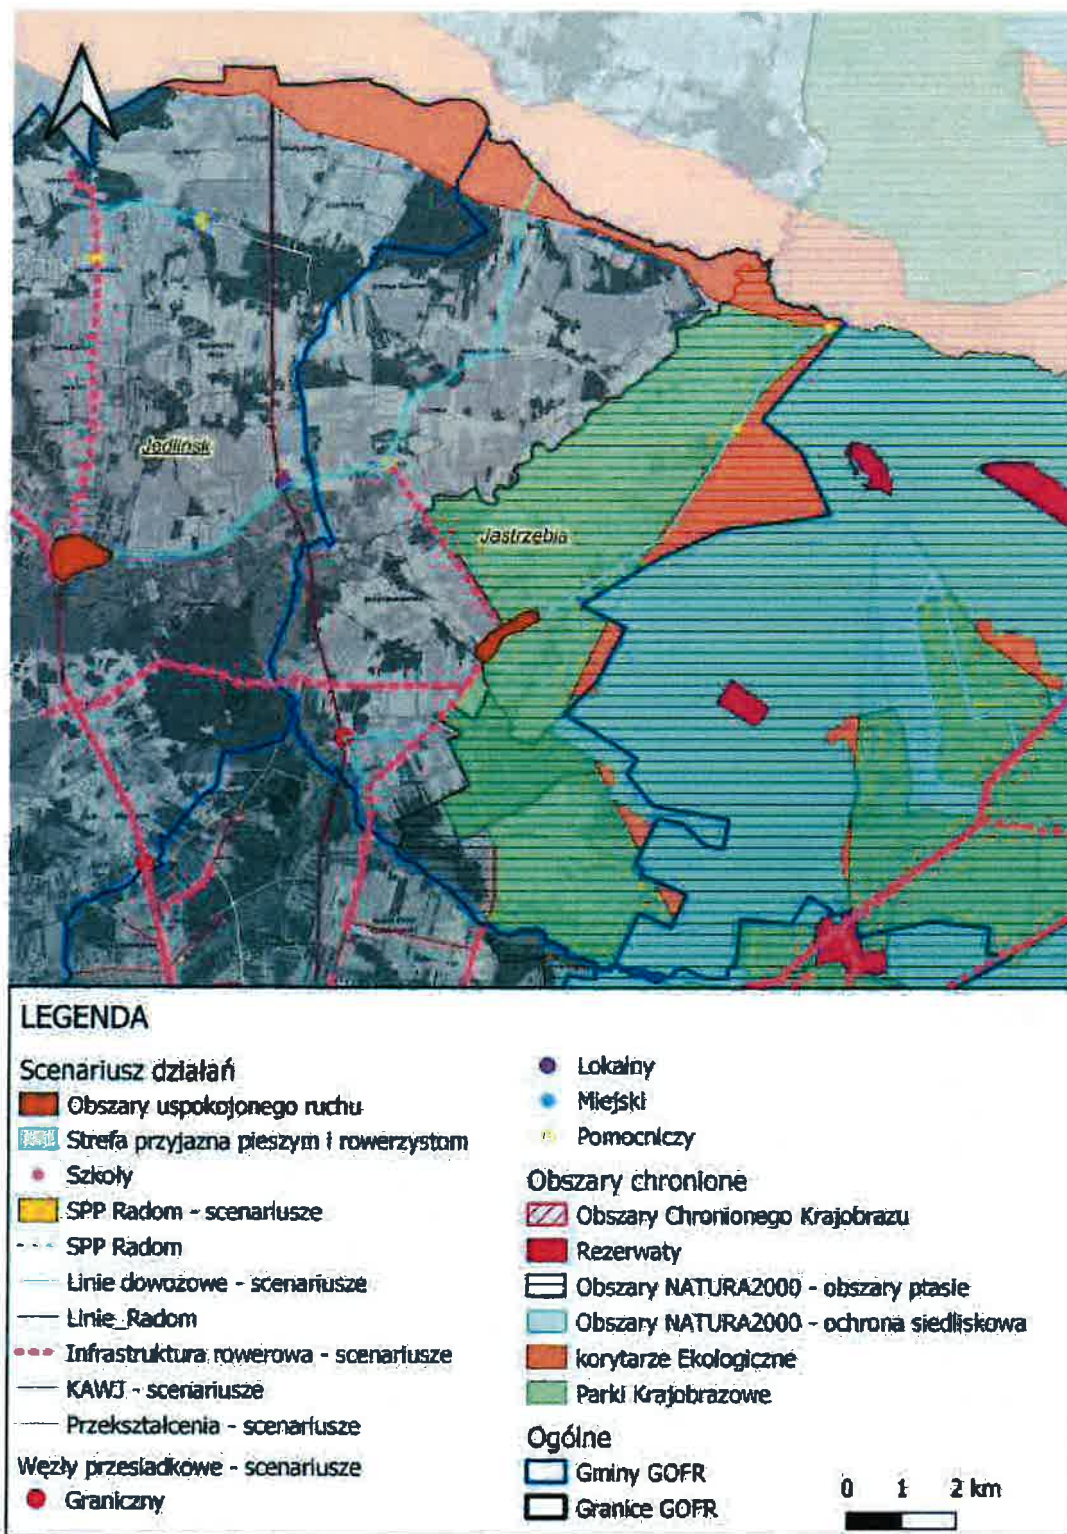 Jedlińsk
Jastrzębia
LEGENDA
Scenariusz działań
Obszary uspokojonego ruchu
Strefa przyjazna pieszym i rowerzystom
Szkoły
SPP Radom - scenariusze
SPP Radom
Linie dowozowe - scenariusze
Linie_Radom
Infrastruktura rowerowa - scenariusze
KAWJ - scenariusze
Przekształcenia - scenariusze
Węzły przesiadkowe - scenariusze
Graniczny
Lokalny
Miejski
Pomocniczy
Obszary chronione
Obszary Chronionego Krajobrazu
Rezerwaty
Obszary NATURA2000 - obszary ptasie
Obszary NATURA2000 - ochrona siedliskowa
korytarze Ekologiczne
Parki Krajobrazowe
Ogólne
Gminy GOFR
Granice GOFR
0 1 2 km